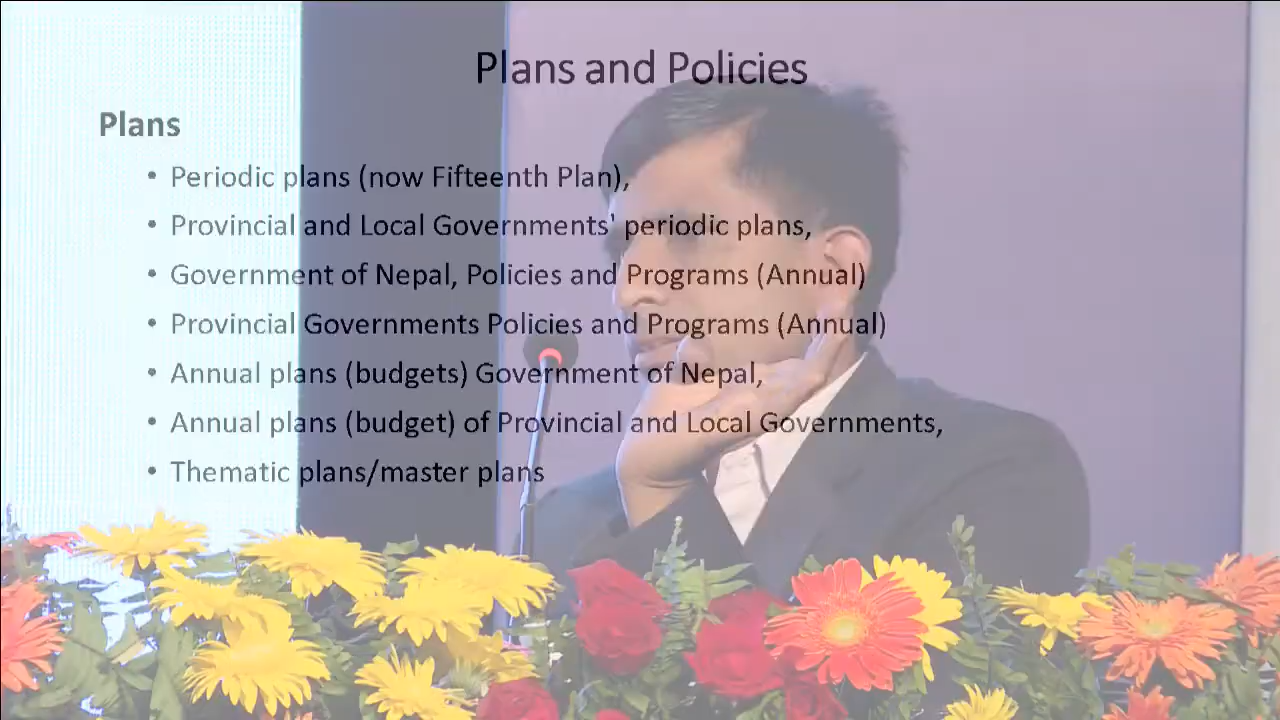 Plans and Policies
Plans
• Periodic plans (now Fifteenth Plan),
• Provincial and Local Governments' periodic plans,
• Government of Nepal, Policies and Programs (Annual)
• Provincial Governments Policies and Programs (Annual)
• Annual plans (budgets) Government of Nepal,
• Annual plans (budget) of Provincial and Local Governments,
• Thematic plans/master plans